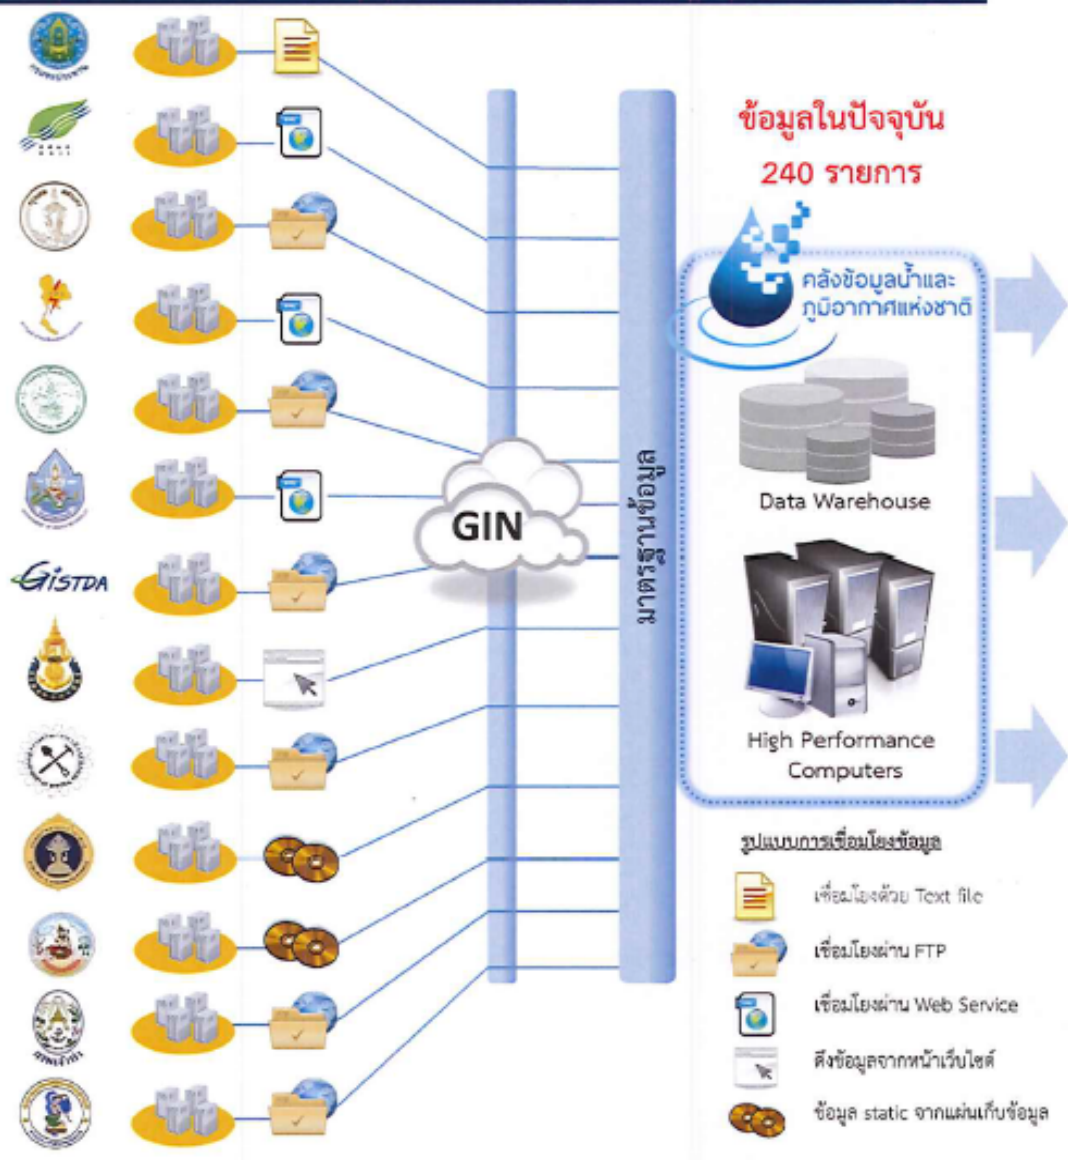 ข้อมูลในปัจจุบัน
240 รายการ
คลังข้อมูลน้ำและ
ภูมิอากาศแห่งชาติ
Data Warehouse
High Performance
Computers
GIN
มาตรฐานข้อมูล
GISTDA
รูปแบบการเชื่อมโยงข้อมูล
เชื่อมโยงด้วย Text file
เชื่อมโยงผ่าน FTP
เชื่อมโยงผ่าน Web Service
ดึงข้อมูลจากหน้าเว็บไซต์
ข้อมูล static จากแผ่นเก็บข้อมูล